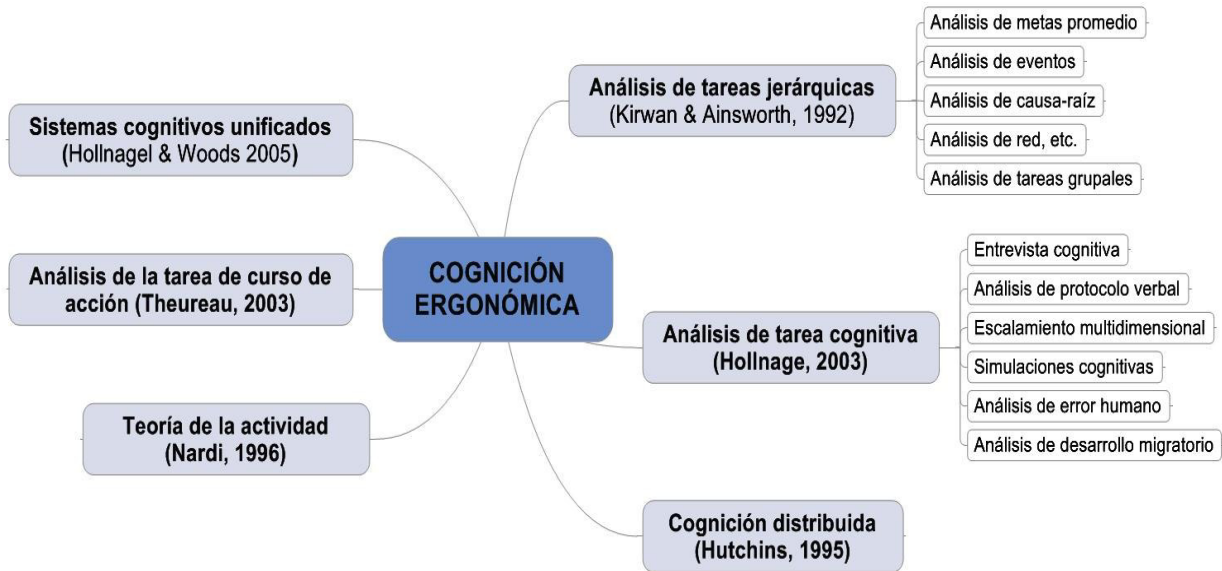 COGNICIÓN
ERGONÓMICA
Sistemas cognitivos unificados
(Hollnagel & Woods 2005)
Análisis de la tarea de curso de
acción (Theureau, 2003)
Teoría de la actividad
(Nardi, 1996)
Análisis de tareas jerárquicas
(Kirwan & Ainsworth, 1992)
Análisis de metas promedio
Análisis de eventos
Análisis de causa-raíz
Análisis de red, etc.
Análisis de tareas grupales
Análisis de tarea cognitiva
(Hollnage, 2003)
Entrevista cognitiva
Análisis de protocolo verbal
Escalamiento multidimensional
Simulaciones cognitivas
Análisis de error humano
Análisis de desarrollo migratorio
Cognición distribuida
(Hutchins, 1995)